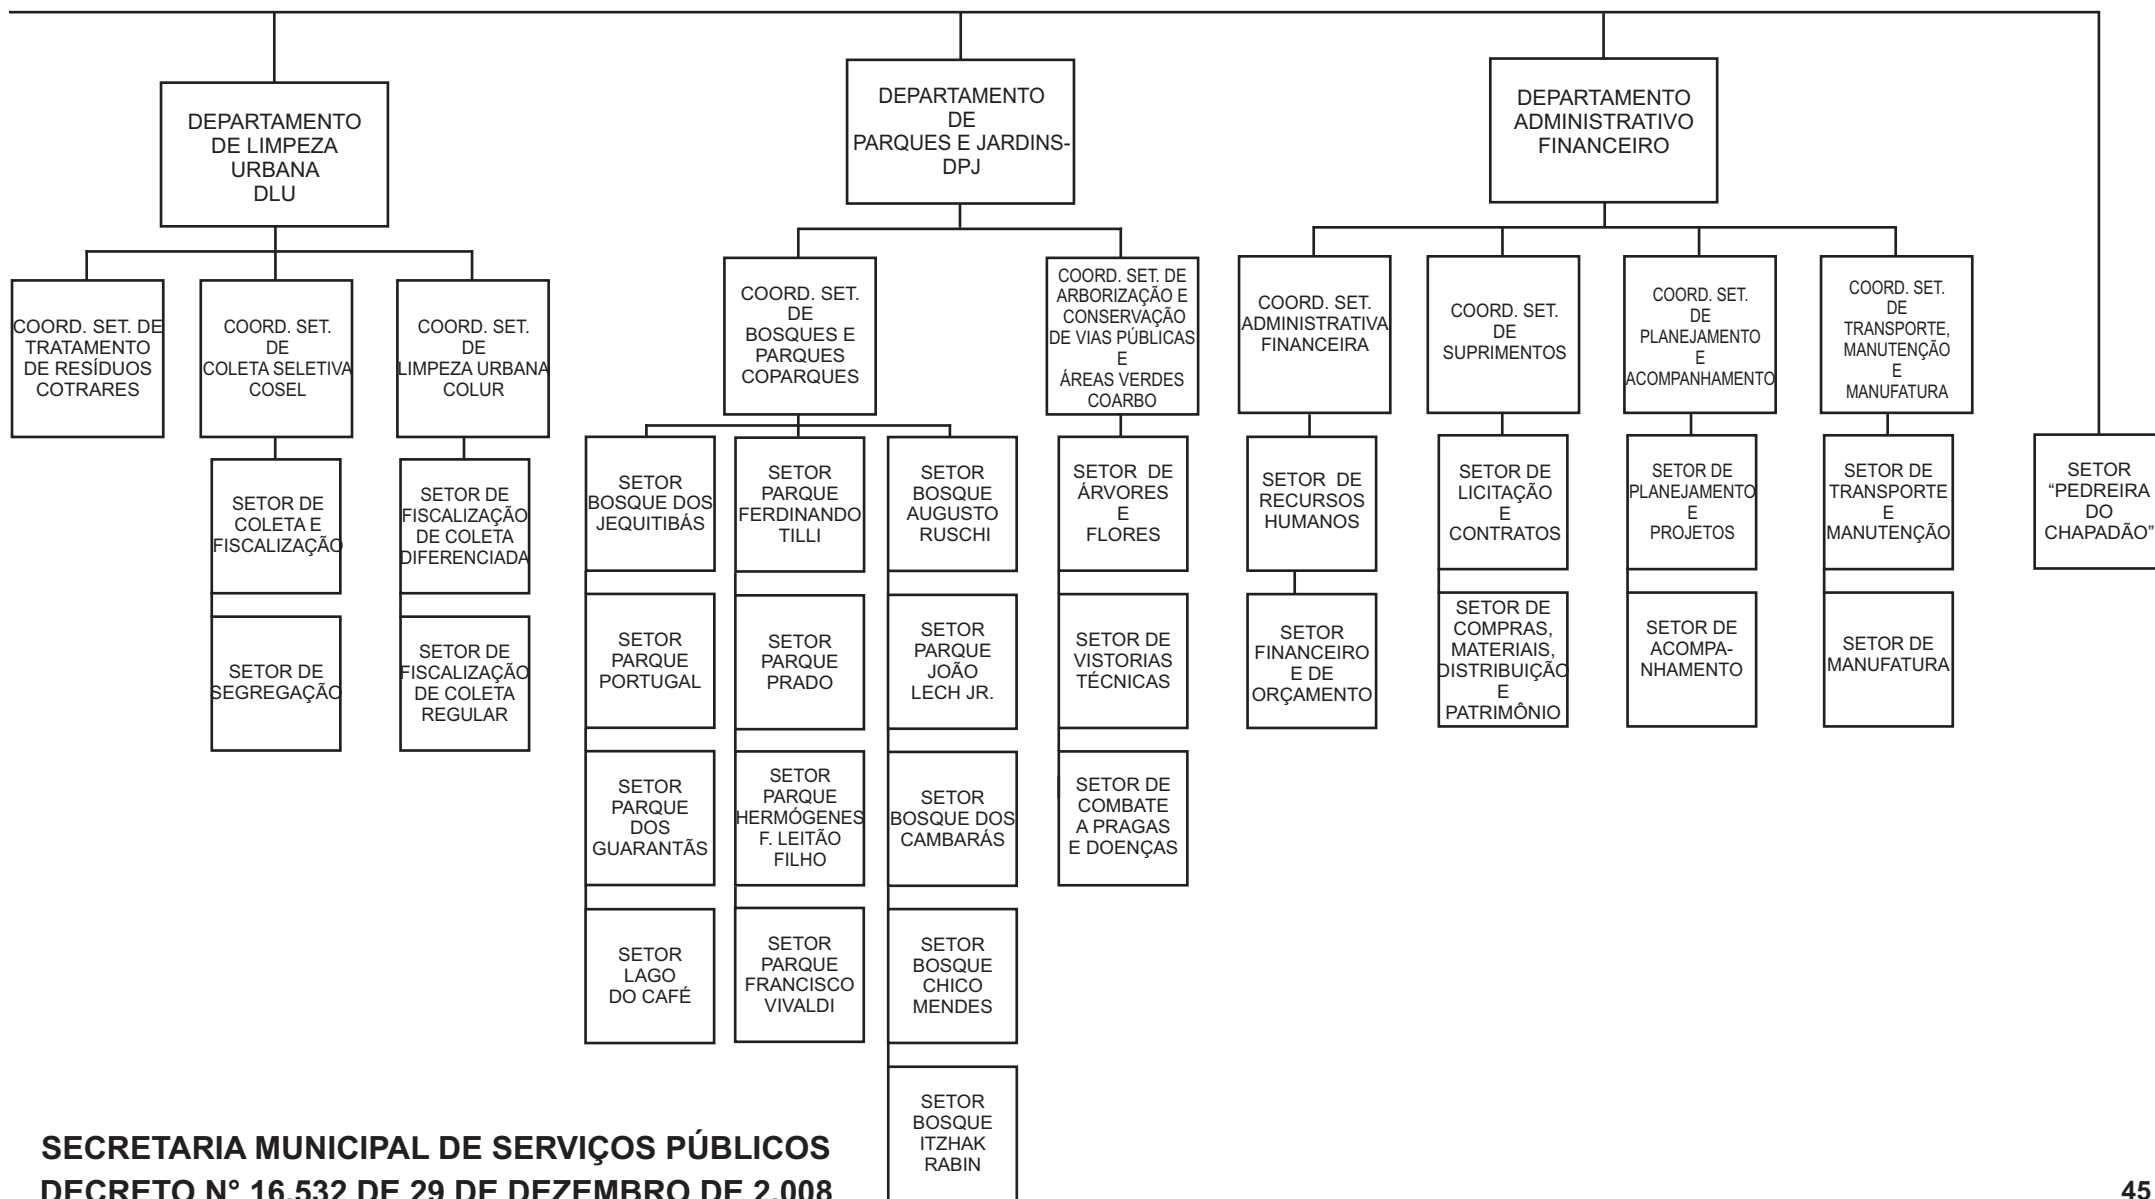 DEPARTAMENTO
DE LIMPEZA
URBANA
DLU
DEPARTAMENTO
DE
PARQUES E JARDINS-
DPJ
DEPARTAMENTO
ADMINISTRATIVO
FINANCEIRO
COORD. SET. DE
TRATAMENTO
DE RESÍDUOS
COTRARES
COORD. SET.
DE
COLETA SELETIVA
COSEL
COORD. SET.
DE
LIMPEZA URBANA
COLUR
COORD. SET.
DE
BOSQUES E
PARQUES
COPARQUES
COORD. SET. DE
ARBORIZAÇÃO E
CONSERVAÇÃO
DE VIAS PÚBLICAS
E
ÁREAS VERDES
COARBO
COORD. SET.
ADMINISTRATIVA
FINANCEIRA
COORD. SET.
DE
SUPRIMENTOS
COORD. SET.
DE
PLANEJAMENTO
E
ACOMPANHAMENTO
COORD. SET.
DE
TRANSPORTE,
MANUTENÇÃO
E
MANUFATURA
SETOR DE
COLETA E
FISCALIZAÇÃO
SETOR DE
FISCALIZAÇÃO
DE COLETA
DIFERENCIADA
SETOR
BOSQUE DOS
JEQUITIBÁS
SETOR
PARQUE
FERDINANDO
TILLI
SETOR
BOSQUE
AUGUSTO
RUSCHI
SETOR DE
ÁRVORES
E
FLORES
SETOR DE
RECURSOS
HUMANOS
SETOR DE
LICITAÇÃO
E
CONTRATOS
SETOR DE
PLANEJAMENTO
E
PROJETOS
SETOR DE
TRANSPORTE
E
MANUTENÇÃO
SETOR
“PEDREIRA
DO
CHAPADÃO”
SETOR DE
SEGREGAÇÃO
SETOR DE
FISCALIZAÇÃO
DE COLETA
REGULAR
SETOR
PARQUE
PORTUGAL
SETOR
PARQUE
PRADO
SETOR
PARQUE
JOÃO
LECH JR.
SETOR DE
VISTORIAS
TÉCNICAS
SETOR
FINANCEIRO
E DE
ORÇAMENTO
SETOR DE
COMPRAS,
MATERIAIS,
DISTRIBUIÇÃO
E
PATRIMÔNIO
SETOR DE
ACOMPA-
NHAMENTO
SETOR DE
MANUFATURA
SETOR
PARQUE
DOS
GUARANTÃS
SETOR
PARQUE
HERMÓGENES
F. LEITÃO
FILHO
SETOR
BOSQUE DOS
CAMBARÁS
SETOR DE
COMBATE
A PRAGAS
E DOENÇAS
SETOR
LAGO
DO CAFÉ
SETOR
PARQUE
FRANCISCO
VIVALDI
SETOR
BOSQUE
CHICO
MENDES
SETOR
BOSQUE
ITZHAK
RABIN
SECRETARIA MUNICIPAL DE SERVIÇOS PÚBLICOS
DECRETO N° 16.532 DE 29 DE DEZEMBRO DE 2.008
45